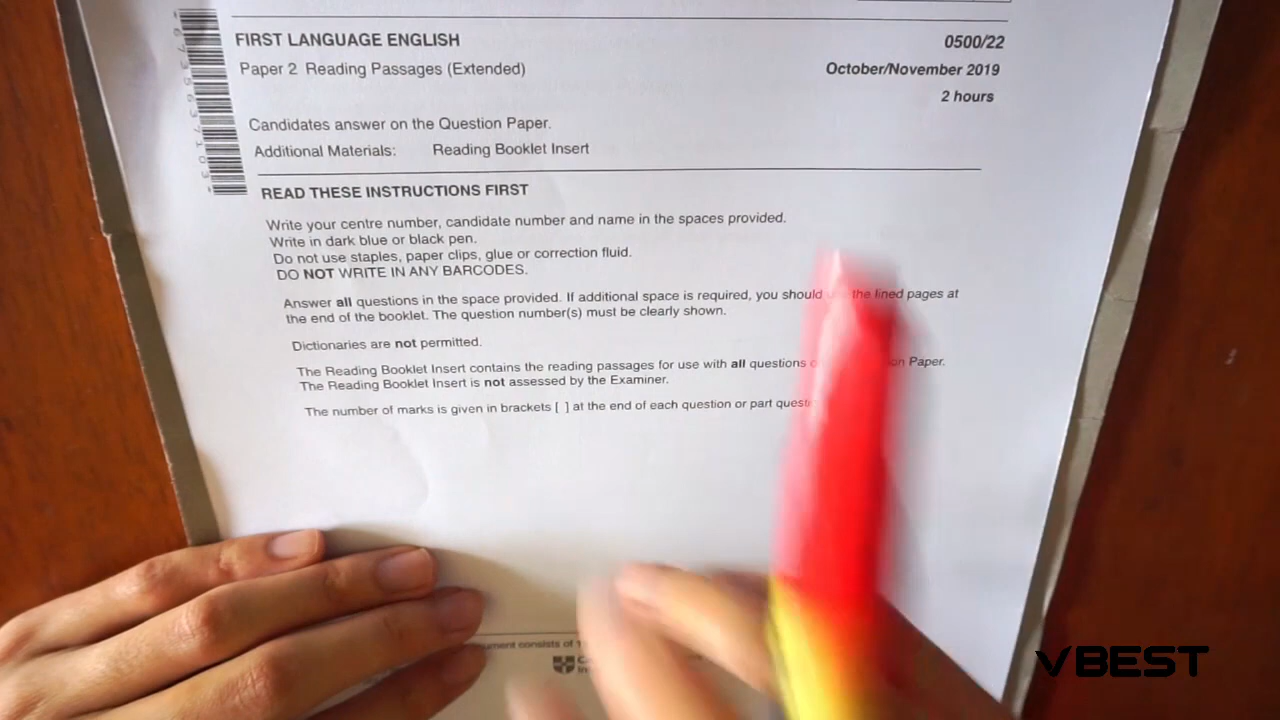 FIRST LANGUAGE ENGLISH
0500/22
Paper 2 Reading Passages (Extended)
October/November 2019
2 hours
Candidates answer on the Question Paper.
Additional Materials: Reading Booklet Insert
READ THESE INSTRUCTIONS FIRST
Write your centre number, candidate number and name in the spaces provided.
Write in dark blue or black pen.
Do not use staples, paper clips, glue or correction fluid.
DO NOT WRITE IN ANY BARCODES.
Answer all questions in the space provided. If additional space is required, you should the lined pages at
the end of the booklet. The question number(s) must be clearly shown.
Dictionaries are not permitted.
The Reading Booklet Insert contains the reading passages for use with all questions Paper.
The Reading Booklet Insert is not assessed by the Examiner.
The number of marks is given in brackets [ ] at the end of each question or part
consists of
VBEST